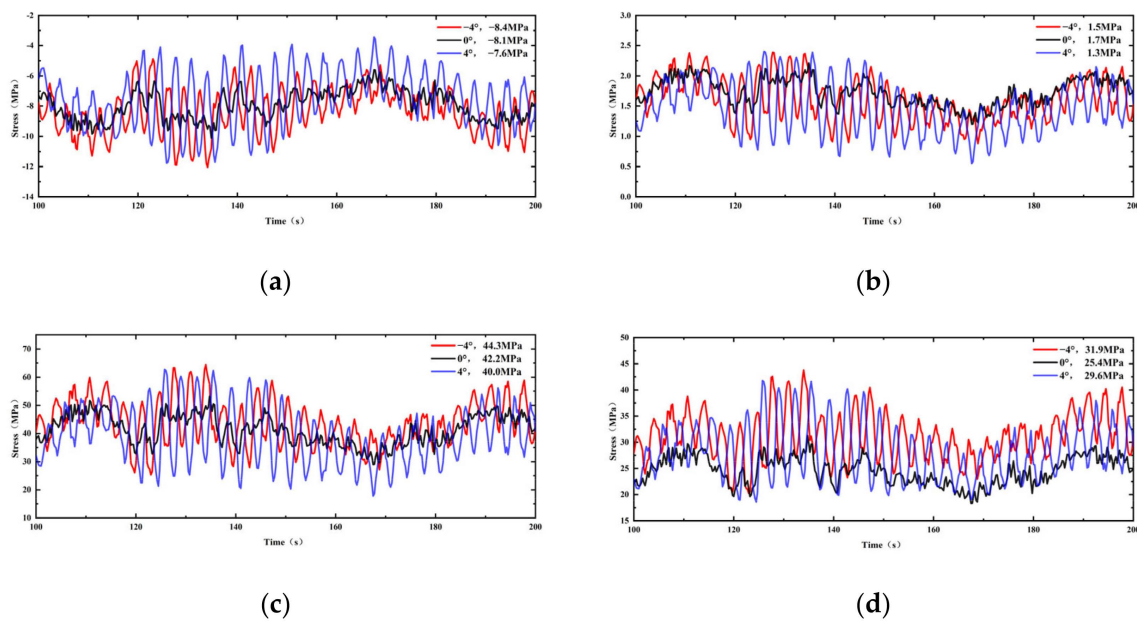 -2
-4
-6
-8
-10
-12
-14
Stress (MPa)
100 120 140 160 180 200
Time（s）
−4°， −8.4MPa
0°， −8.1MPa
4°， −7.6MPa
(a)
3.0
2.5
2.0
1.5
1.0
0.5
0.0
Stress (MPa)
100 120 140 160 180 200
Time（s）
−4°， 1.5MPa
0°， 1.7MPa
4°， 1.3MPa
(b)
70
60
50
40
30
20
10
Stress (MPa)
100 120 140 160 180 200
Time（s）
−4°， 44.3MPa
0°， 42.2MPa
4°， 40.0MPa
(c)
50
45
40
35
30
25
20
15
Stress (MPa)
100 120 140 160 180 200
Time（s）
−4°， 31.9MPa
0°， 25.4MPa
4°， 29.6MPa
(d)